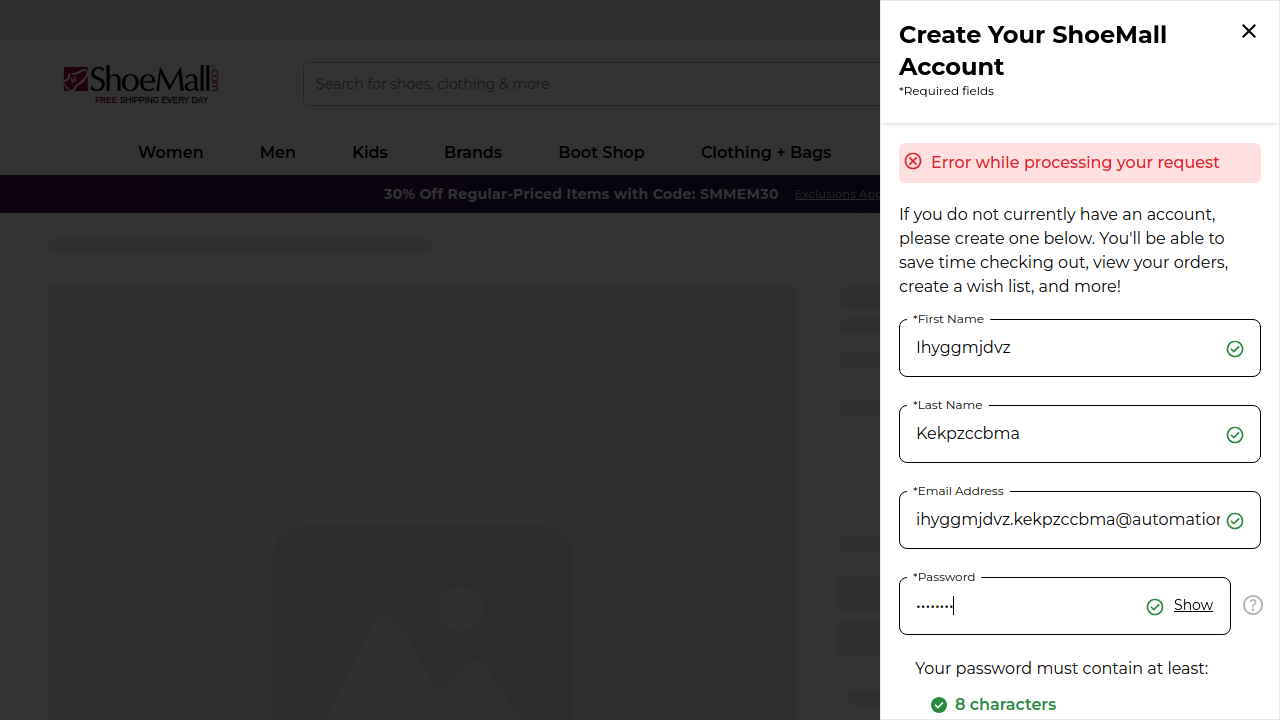 ShoeMall.com
FREE SHIPPING EVERY DAY
Search for shoes, clothing & more
Women
Men
Kids
Brands
Boot Shop
Clothing + Bags
30% Off Regular-Priced Items with Code: SMMEM30
Exclusions App
Create Your ShoeMall
Account
*Required fields
Error while processing your request
If you do not currently have an account,
please create one below. You'll be able to
save time checking out, view your orders,
create a wish list, and more!
*First Name
Ihyggmjdvz
*Last Name
Kekpzccbma
*Email Address
ihyggmjdvz.kekpzccbma@automation
*Password
••••••••
Show
?
Your password must contain at least:
8 characters